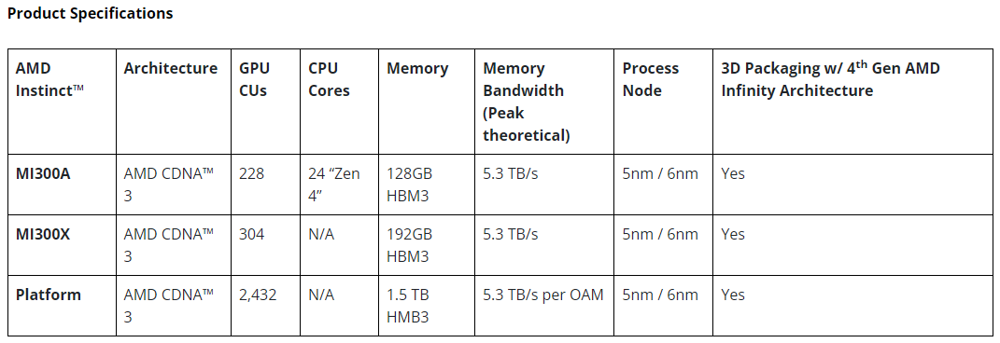 Product Specifications
AMD Instinct™ | Architecture | GPU CUs | CPU Cores | Memory | Memory Bandwidth (Peak theoretical) | Process Node | 3D Packaging w/ 4th Gen AMD Infinity Architecture
MI300A | AMD CDNA™ 3 | 228 | 24 “Zen 4” | 128GB HBM3 | 5.3 TB/s | 5nm / 6nm | Yes
MI300X | AMD CDNA™ 3 | 304 | N/A | 192GB HBM3 | 5.3 TB/s | 5nm / 6nm | Yes
Platform | AMD CDNA™ 3 | 2,432 | N/A | 1.5 TB HMB3 | 5.3 TB/s per OAM | 5nm / 6nm | Yes